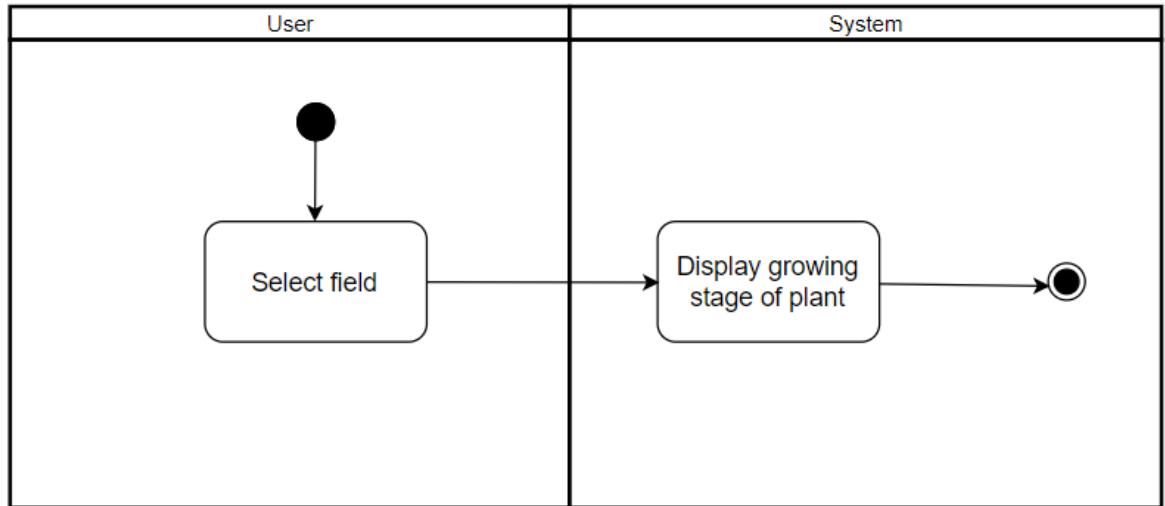 User
System
Select field
Display growing
stage of plant